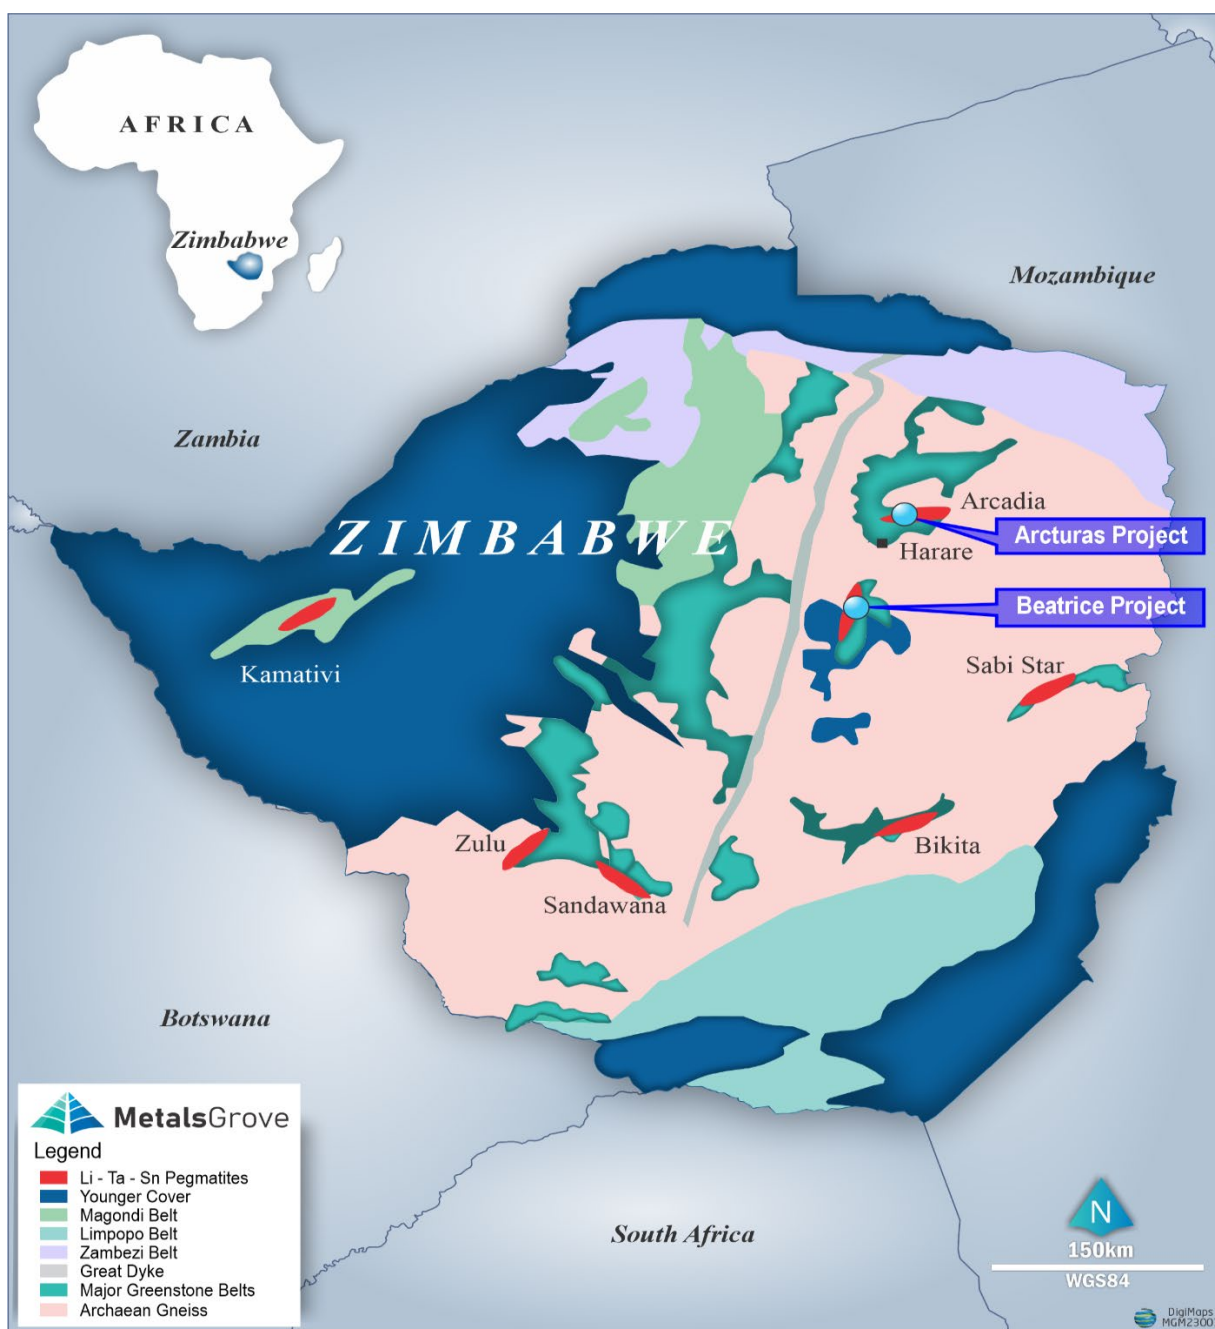 AFRICA
Zimbabwe
Mozambique
Zambia
ZIMBABWE
Arcadia
Arcturas Project
Harare
Beatrice Project
Kamativi
Sabi Star
Zulu
Bikita
Sandawana
Botswana
South Africa
MetalsGrove
Legend
Li - Ta - Sn Pegmatites
Younger Cover
Magondi Belt
Limpopo Belt
Zambezi Belt
Great Dyke
Major Greenstone Belts
Archaean Gneiss
N
150km
WGS84
DigiMaps
MGM2300